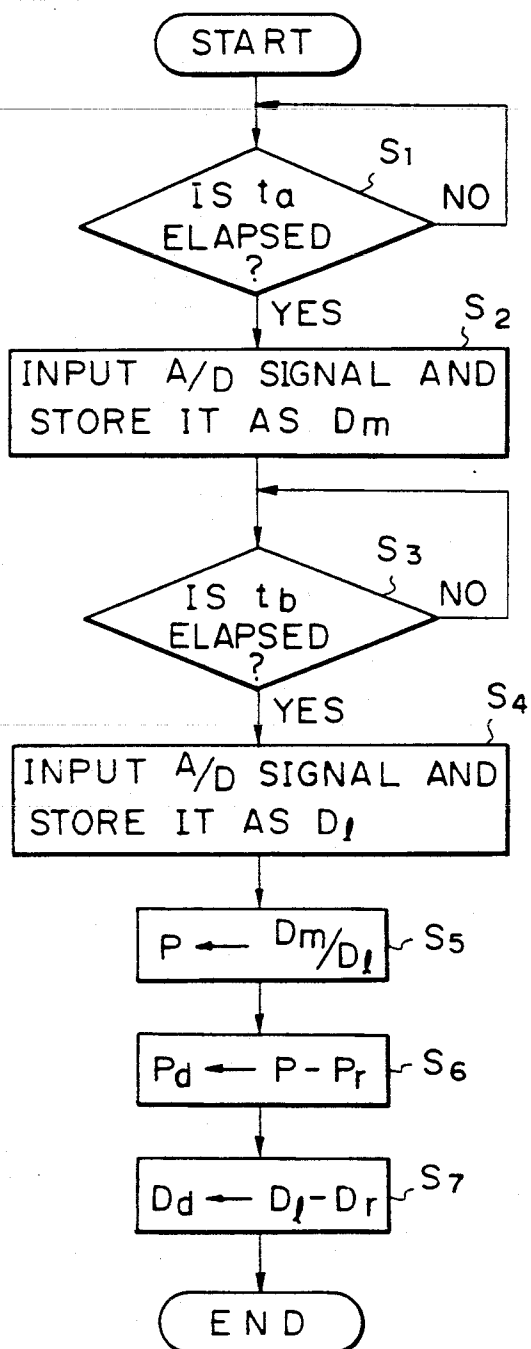 START
S1
IS ta
ELAPSED
?
NO
YES
S2
INPUT A/D SIGNAL AND
STORE IT AS Dm
S3
IS tb
ELAPSED
?
NO
YES
S4
INPUT A/D SIGNAL AND
STORE IT AS Dl
P ← Dm/Dl S5
Pd ← P - Pr S6
Dd ← Dl - Dr S7
END